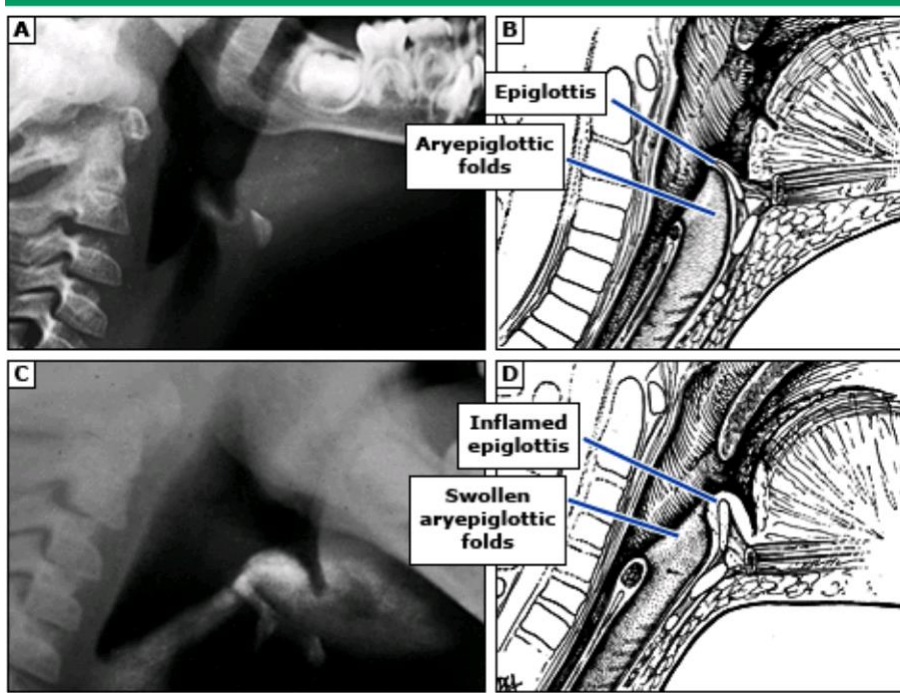 A
B
Epiglottis
Aryepiglottic
folds
C
D
Inflamed
epiglottis
Swollen
aryepiglottic
folds